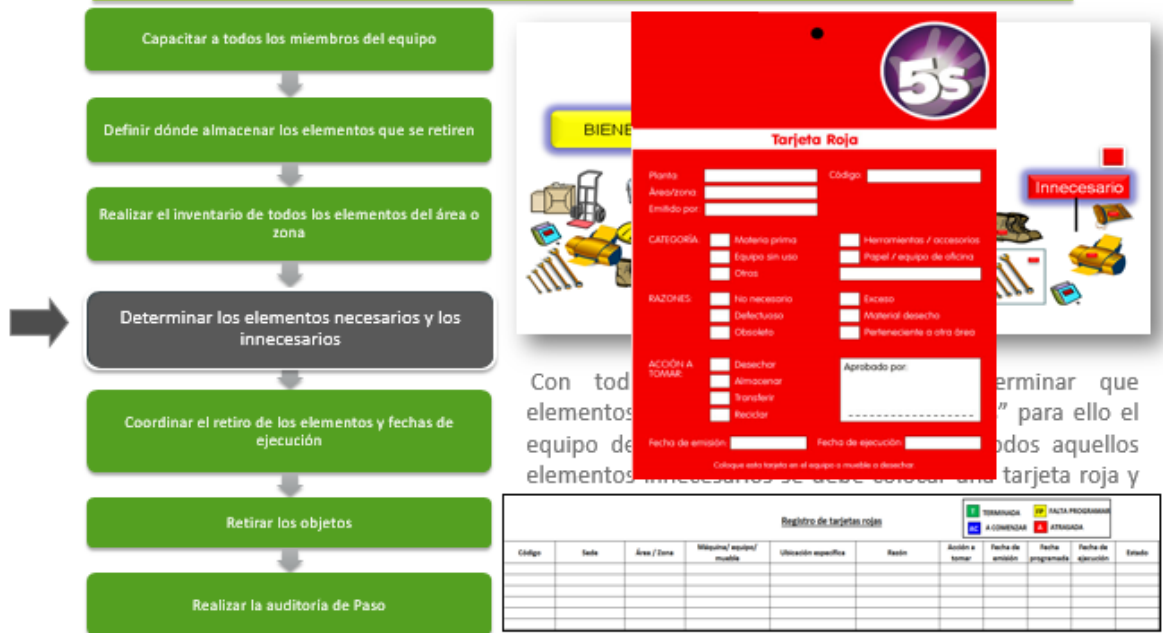 Capacitar a todos los miembros del equipo
Definir dónde almacenar los elementos que se retiren
Realizar el inventario de todos los elementos del área o
zona
Determinar los elementos necesarios y los
innecesarios
Coordinar el retiro de los elementos y fechas de
ejecución
Retirar los objetos
Realizar la auditoría de Paso
BIENE
Innecesario
5s
Tarjeta Roja
Planta
Código
Área/zona
Emitido por
CATEGORÍA
Materia prima
Herramientas / accesorios
Equipo sin uso
Papel / equipo de oficina
Otros
RAZONES:
No necesario
Exceso
Defectuoso
Material desecho
Obsoleto
Perteneciente a otra área
ACCIÓN A
TOMAR:
Desechar
Almacenar
Transferir
Reciclar
Aprobado por:
Fecha de emisión
Fecha de ejecución
Coloque esta tarjeta en el equipo o mueble a desechar
Con tod erminar que
elementos ” para ello el
equipo de odos aquellos
elementos innecesarios se debe colocar una tarjeta roja y
Registro de tarjetas rojas
T TERMINADA FP FALTA PROGRAMAR
AC A COMENZAR A ATRASADA
Código Sede Área / Zona Máquina/ equipo/ mueble Ubicación específica Razón Acción a tomar Fecha de emisión Fecha programada Fecha de ejecución Estado